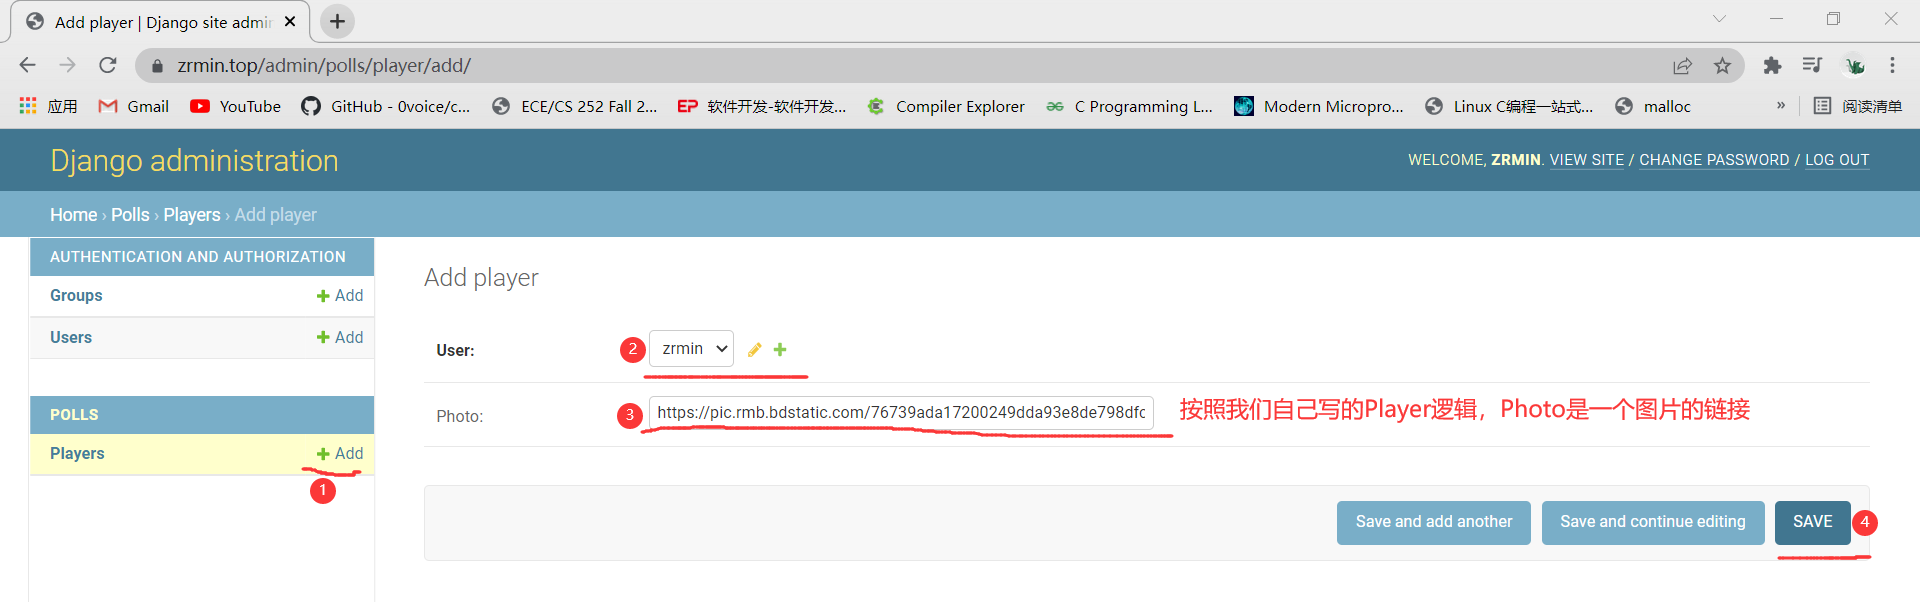 Add player | Django site admin
zrmin.top/admin/polls/player/add/
应用 Gmail YouTube GitHub - 0voice/c... ECE/CS 252 Fall 2... EP 软件开发-软件开发... Compiler Explorer C Programming L... Modern Micropro... Linux C编程一站式... malloc » 阅读清单
Django administration
WELCOME, ZRMIN. VIEW SITE / CHANGE PASSWORD / LOG OUT
Home › Polls › Players › Add player
AUTHENTICATION AND AUTHORIZATION
Groups + Add
Users + Add
POLLS
Players + Add
1
Add player
User: 2 zrmin
Photo: 3 https://pic.rmb.bdstatic.com/76739ada17200249dda93e8de798dfc 按照我们自己写的Player逻辑，Photo是一个图片的链接
Save and add another Save and continue editing SAVE 4